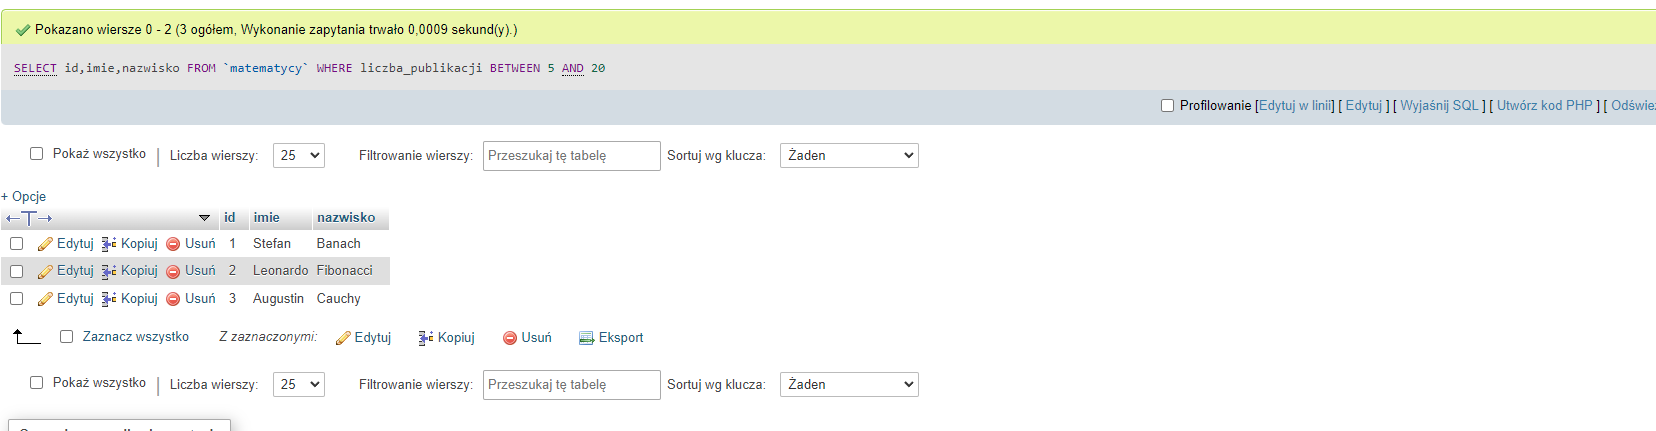 Pokazano wiersze 0 - 2 (3 ogółem, Wykonanie zapytania trwało 0,0009 sekund(y).)
SELECT id,imie,nazwisko FROM `matematycy` WHERE liczba_publikacji BETWEEN 5 AND 20
Profilowanie [Edytuj w linii] [ Edytuj ] [ Wyjaśnij SQL ] [ Utwórz kod PHP ] [
Pokaż wszystko Liczba wierszy: 25 Filtrowanie wierszy: Przeszukaj tę tabelę Sortuj wg klucza: Żaden
+ Opcje
←T→ id imie nazwisko
Edytuj Kopiuj Usuń 1 Stefan Banach
Edytuj Kopiuj Usuń 2 Leonardo Fibonacci
Edytuj Kopiuj Usuń 3 Augustin Cauchy
Zaznacz wszystko Z zaznaczonymi: Edytuj Kopiuj Usuń Eksport
Pokaż wszystko Liczba wierszy: 25 Filtrowanie wierszy: Przeszukaj tę tabelę Sortuj wg klucza: Żaden